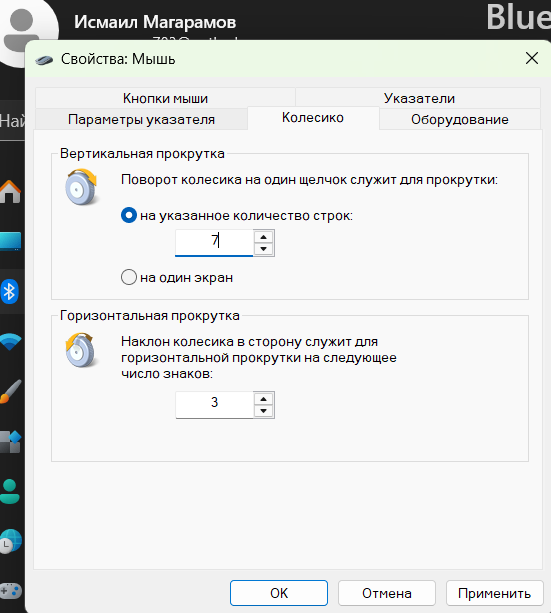 Исмаил Магарамов
Blue
Свойства: Мышь
Най
Кнопки мыши
Указатели
Параметры указателя
Колесико
Оборудование
Вертикальная прокрутка
Поворот колесика на один щелчок служит для прокрутки:
на указанное количество строк:
7
на один экран
Горизонтальная прокрутка
Наклон колесика в сторону служит для
горизонтальной прокрутки на следующее
число знаков:
3
OK
Отмена
Применить